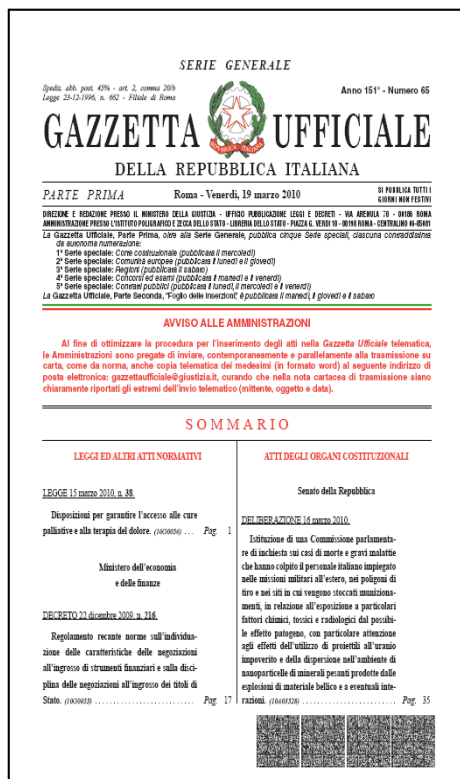 SERIE GENERALE
Spediz. abb. post. 45% - art. 2, comma 20/b
Legge 23-12-1996, n. 662 - Filiale di Roma
Anno 151° - Numero 65
GAZZETTA UFFICIALE
DELLA REPUBBLICA ITALIANA
PARTE PRIMA
Roma - Venerdì, 19 marzo 2010
SI PUBBLICA TUTTI I
GIORNI NON FESTIVI
DIREZIONE E REDAZIONE PRESSO IL MINISTERO DELLA GIUSTIZIA - UFFICIO PUBBLICAZIONE LEGGI E DECRETI - VIA ARENULA 70 - 00186 ROMA
AMMINISTRAZIONE PRESSO L'ISTITUTO POLIGRAFICO E ZECCA DELLO STATO - LIBRERIA DELLO STATO - PIAZZA G. VERDI 10 - 00198 ROMA - CENTRALINO 06-85081
La Gazzetta Ufficiale, Parte Prima, oltre alla Serie Generale, pubblica cinque Serie speciali, ciascuna contraddistinta
da autonoma numerazione:
1ª Serie speciale: Corte costituzionale (pubblicata il mercoledì)
2ª Serie speciale: Comunità europee (pubblicata il lunedì e il giovedì)
3ª Serie speciale: Regioni (pubblicata il sabato)
4ª Serie speciale: Concorsi ed esami (pubblicata il martedì e il venerdì)
5ª Serie speciale: Contratti pubblici (pubblicata il lunedì, il mercoledì e il venerdì)
La Gazzetta Ufficiale, Parte Seconda, "Foglio delle inserzioni", è pubblicata il martedì, il giovedì e il sabato
AVVISO ALLE AMMINISTRAZIONI
Al fine di ottimizzare la procedura per l'inserimento degli atti nella Gazzetta Ufficiale telematica,
le Amministrazioni sono pregate di inviare, contemporaneamente e parallelamente alla trasmissione su
carta, come da norma, anche copia telematica dei medesimi (in formato word) al seguente indirizzo di
posta elettronica: gazzettaufficiale@giustizia.it, curando che nella nota cartacea di trasmissione siano
chiaramente riportati gli estremi dell'invio telematico (mittente, oggetto e data).
SOMMARIO
LEGGI ED ALTRI ATTI NORMATIVI
LEGGE 15 marzo 2010, n. 38.
Disposizioni per garantire l'accesso alle cure
palliative e alla terapia del dolore. (10G0056) ... Pag. 1
Ministero dell'economia
e delle finanze
DECRETO 22 dicembre 2009, n. 216.
Regolamento recante norme sull'individua-
zione delle caratteristiche delle negoziazioni
all'ingrosso di strumenti finanziari e sulla disci-
plina delle negoziazioni all'ingrosso dei titoli di
Stato. (10G0053) ........................ Pag. 17
ATTI DEGLI ORGANI COSTITUZIONALI
Senato della Repubblica
DELIBERAZIONE 16 marzo 2010.
Istituzione di una Commissione parlamenta-
re di inchiesta sui casi di morte e gravi malattie
che hanno colpito il personale italiano impiegato
nelle missioni militari all'estero, nei poligoni di
tiro e nei siti in cui vengono stoccati munizi­ona-
menti, in relazione all'esposizione a particolari
fattori chimici, tossici e radiologici dal possibi-
le effetto patogeno, con particolare attenzione
agli effetti dell'utilizzo di proiettili all'uranio
impoverito e della dispersione nell'ambiente di
nanoparticelle di minerali pesanti prodotte dalle
esplosioni di materiale bellico e a eventuali inte-
razioni. (10A03528) ........................ Pag. 35